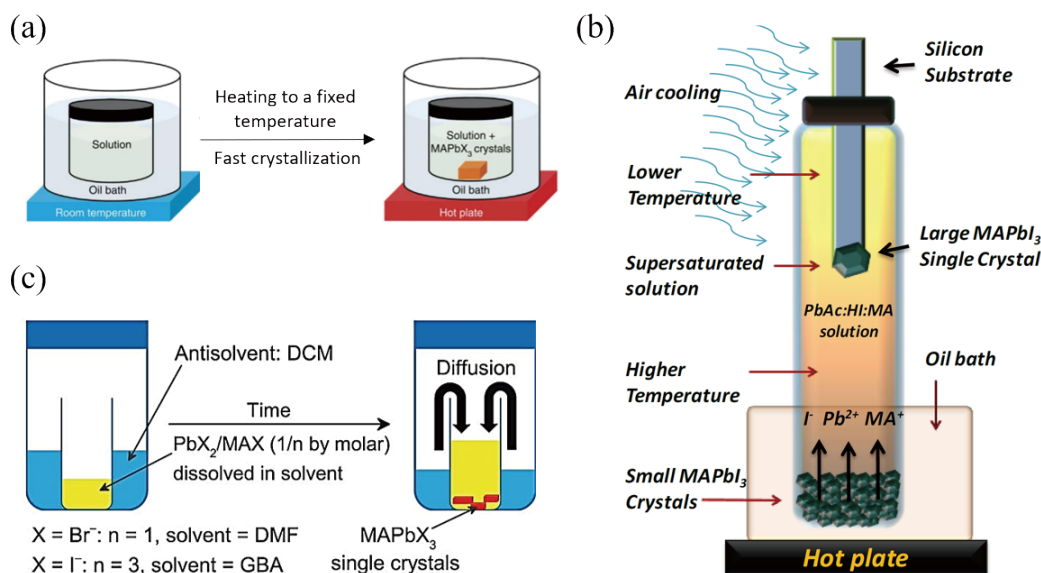 (a)
Solution
Oil bath
Room temperature
Heating to a fixed
temperature
Fast crystallization
Solution +
MAPbX₃ crystals
Oil bath
Hot plate
(b)
Silicon
Substrate
Air cooling
Lower
Temperature
Large MAPbI₃
Single Crystal
Supersaturated
solution
PbAc:HI:MA
solution
Higher
Temperature
Oil bath
I⁻ Pb²⁺ MA⁺
Small MAPbI₃
Crystals
Hot plate
(c)
Antisolvent: DCM
Time
PbX₂/MAX (1/n by molar)
dissolved in solvent
Diffusion
X = Br⁻: n = 1, solvent = DMF
X = I⁻: n = 3, solvent = GBA
MAPbX₃
single crystals